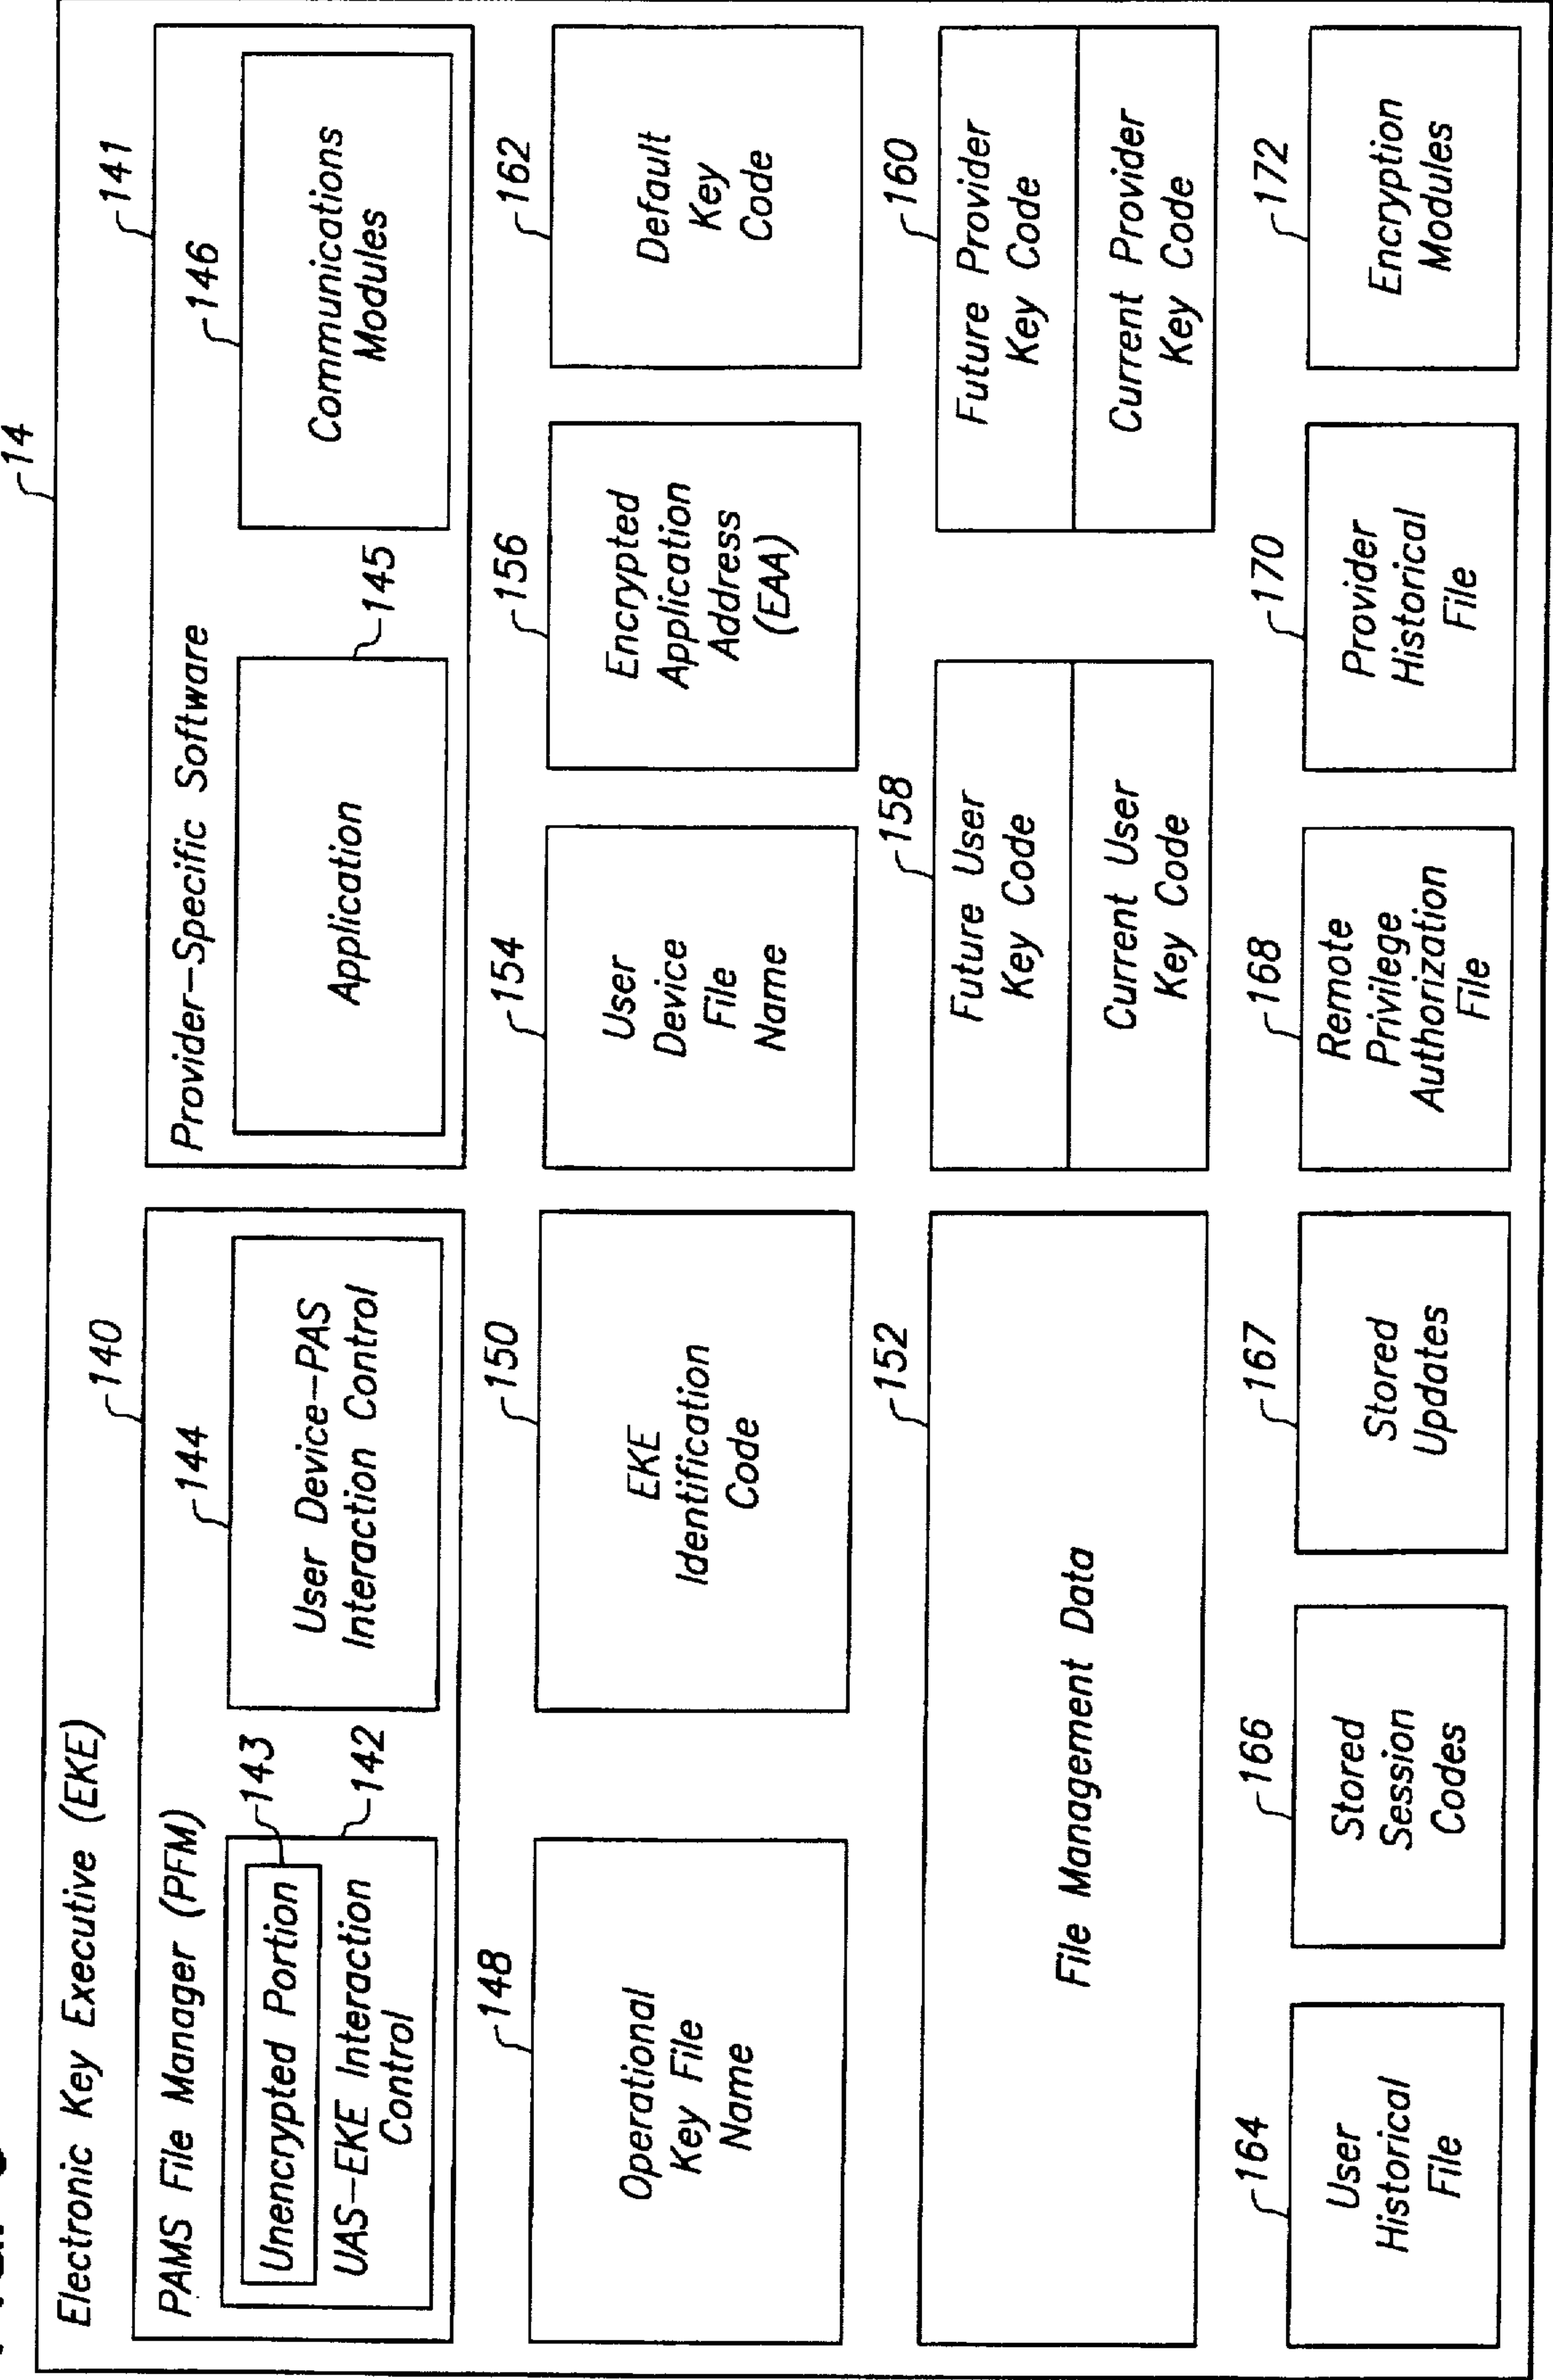 14
Electronic Key Executive (EKE)
140
141
PAMS File Manager (PFM)
144
143
Unencrypted Portion
142
UAS–EKE Interaction
Control
User Device–PAS
Interaction Control
Provider–Specific Software
146
145
Application
Communications
Modules
148
Operational
Key File
Name
150
EKE
Identification
Code
154
User
Device
File
Name
156
Encrypted
Application
Address
(EAA)
162
Default
Key
Code
152
File Management Data
158
Future User
Key Code
Current User
Key Code
160
Future Provider
Key Code
Current Provider
Key Code
164
User
Historical
File
166
Stored
Session
Codes
167
Stored
Updates
168
Remote
Privilege
Authorization
File
170
Provider
Historical
File
172
Encryption
Modules